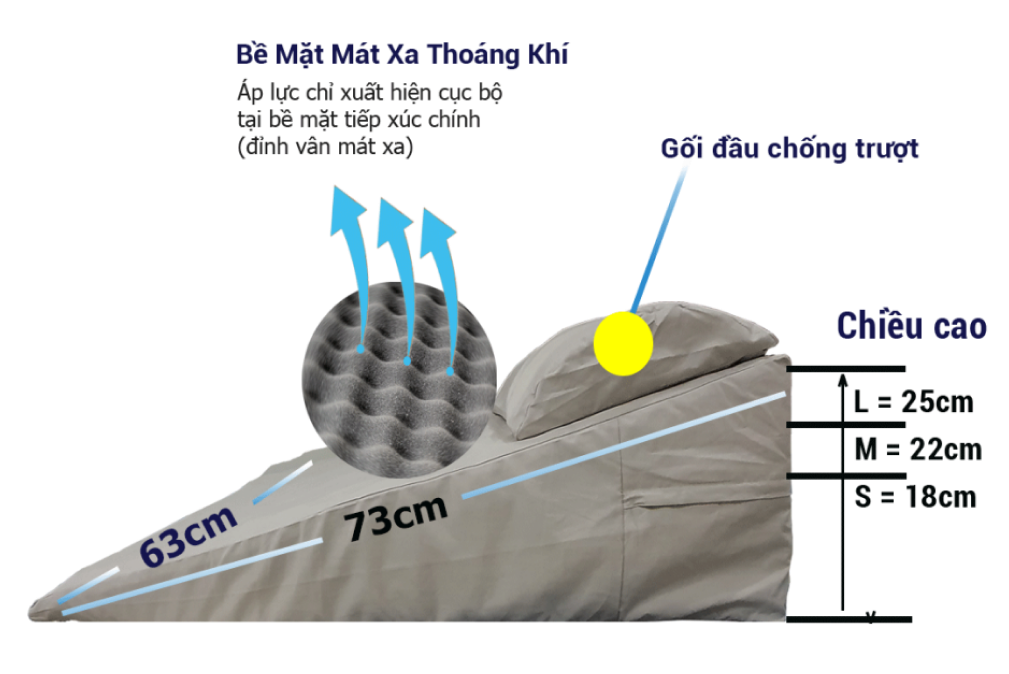 Bề Mặt Mát Xa Thoáng Khí
Áp lực chỉ xuất hiện cục bộ
tại bề mặt tiếp xúc chính
(đỉnh vân mát xa)
Gối đầu chống trượt
Chiều cao
L = 25cm
M = 22cm
S = 18cm
63cm
73cm